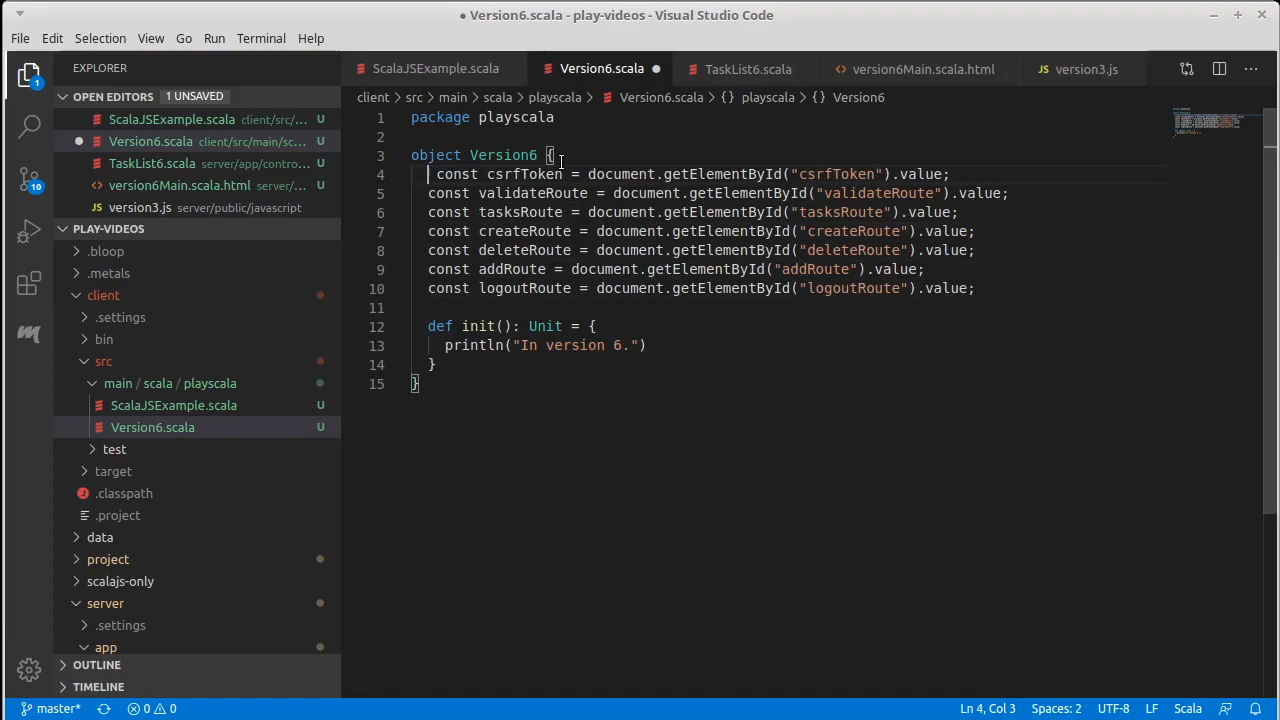 ● Version6.scala - play-videos - Visual Studio Code
File Edit Selection View Go Run Terminal Help
EXPLORER
OPEN EDITORS 1 UNSAVED
ScalaJSExample.scala client/src/... U
Version6.scala client/src/main/sc... U
TaskList6.scala server/app/contro... U
<> version6Main.scala.html server/... U
JS version3.js server/public/javascript
PLAY-VIDEOS
.bloop
.metals
client
.settings
bin
src
main / scala / playscala
ScalaJSExample.scala U
Version6.scala U
test
target
.classpath
.project
data
project
scalajs-only
server
.settings
app
OUTLINE
TIMELINE
1
10
ScalaJSExample.scala Version6.scala ● TaskList6.scala <> version6Main.scala.html JS version3.js ...
client > src > main > scala > playscala > Version6.scala > {} playscala > {} Version6
1 package playscala
2
3 object Version6 {
4 const csrfToken = document.getElementById("csrfToken").value;
5 const validateRoute = document.getElementById("validateRoute").value;
6 const tasksRoute = document.getElementById("tasksRoute").value;
7 const createRoute = document.getElementById("createRoute").value;
8 const deleteRoute = document.getElementById("deleteRoute").value;
9 const addRoute = document.getElementById("addRoute").value;
10 const logoutRoute = document.getElementById("logoutRoute").value;
11
12 def init(): Unit = {
13 println("In version 6.")
14 }
15 }
master* 0 0 Ln 4, Col 3 Spaces: 2 UTF-8 LF Scala